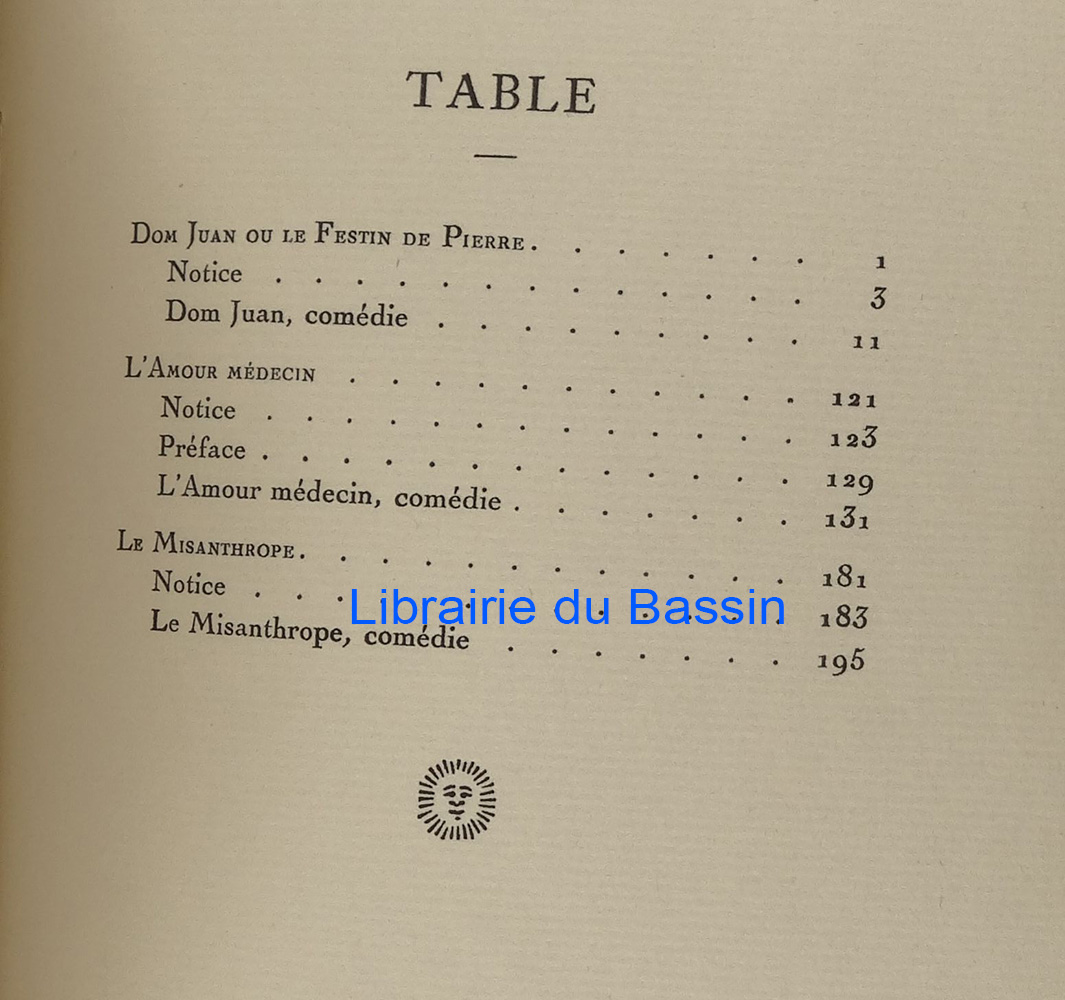 TABLE
Dom Juan ou le Festin de Pierre. . . . . . . 1
Notice . . . . . . . . . . . . . 3
Dom Juan, comédie . . . . . . . . . 11
L'Amour médecin . . . . . . . . . . . 121
Notice . . . . . . . . . . . . . 123
Préface . . . . . . . . . . . . . 129
L'Amour médecin, comédie . . . . . . . 131
Le Misanthrope. . . . . . . . . . . . 181
Notice . . . . . . . . . . . . . 183
Librairie du Bassin
Le Misanthrope, comédie . . . . . . . 195